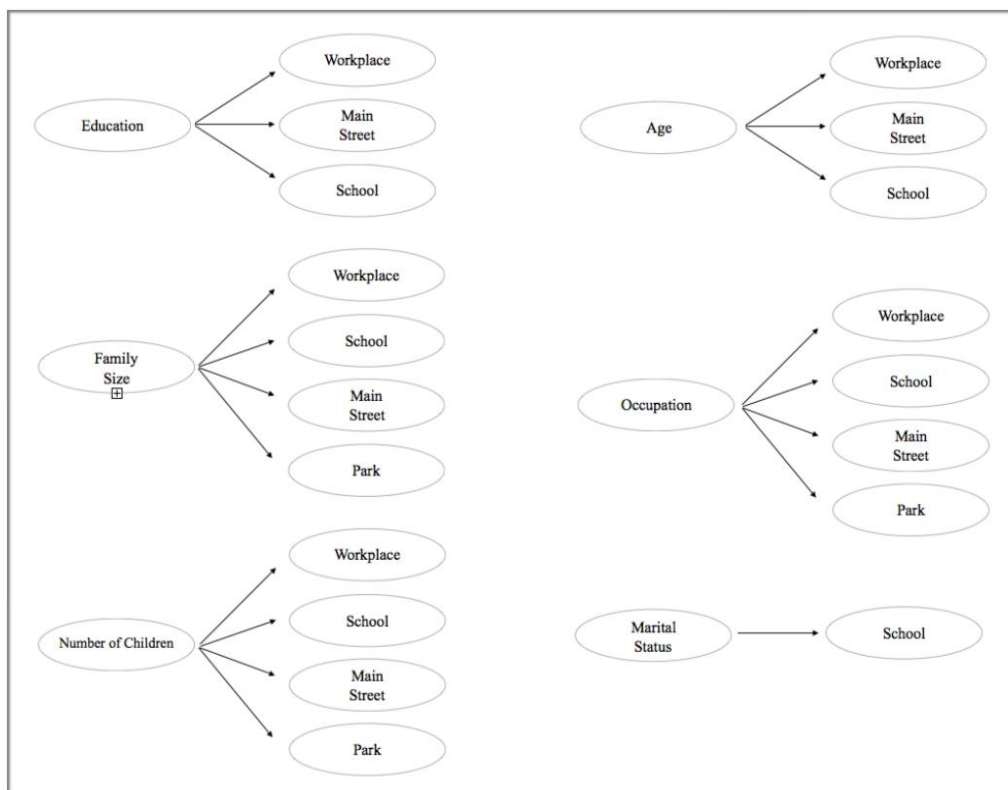 Education
Workplace
Main
Street
School
Age
Workplace
Main
Street
School
Family
Size
Workplace
School
Main
Street
Park
Occupation
Workplace
School
Main
Street
Park
Number of Children
Workplace
School
Main
Street
Park
Marital
Status
School